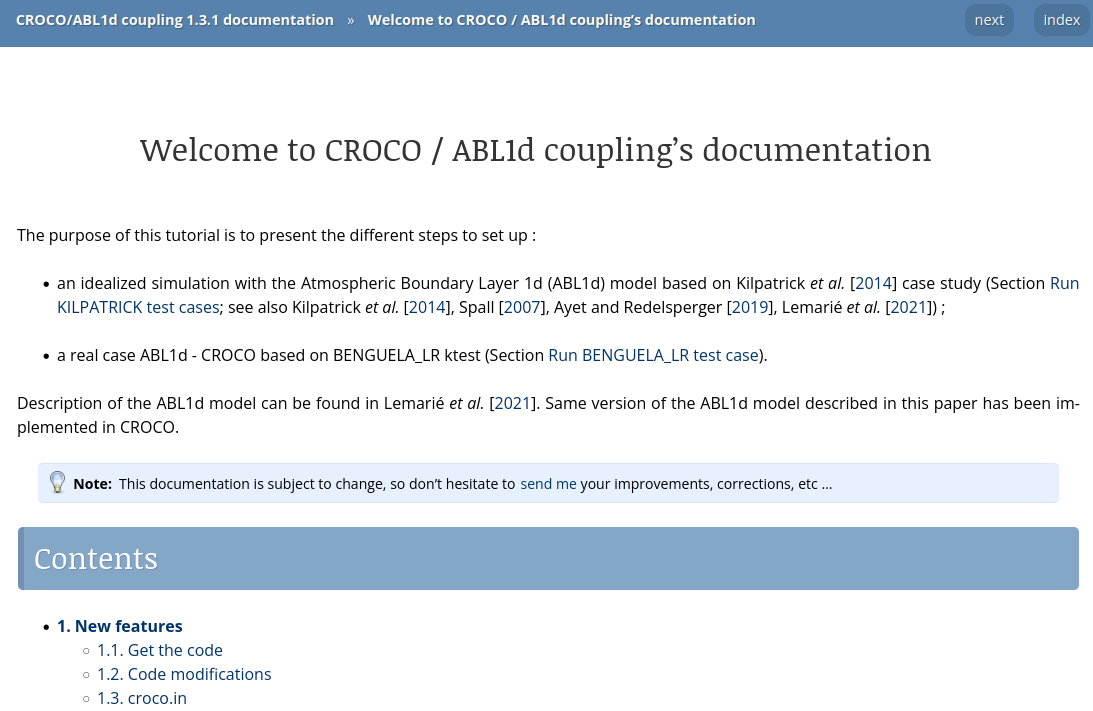 CROCO/ABL1d coupling 1.3.1 documentation » Welcome to CROCO / ABL1d coupling’s documentation next index
Welcome to CROCO / ABL1d coupling’s documentation
The purpose of this tutorial is to present the different steps to set up :
• an idealized simulation with the Atmospheric Boundary Layer 1d (ABL1d) model based on Kilpatrick et al. [2014] case study (Section Run
KILPATRICK test cases; see also Kilpatrick et al. [2014], Spall [2007], Ayet and Redelsperger [2019], Lemarié et al. [2021]) ;
• a real case ABL1d - CROCO based on BENGUELA_LR ktest (Section Run BENGUELA_LR test case).
Description of the ABL1d model can be found in Lemarié et al. [2021]. Same version of the ABL1d model described in this paper has been im-
plemented in CROCO.
Note: This documentation is subject to change, so don’t hesitate to send me your improvements, corrections, etc ...
Contents
• 1. New features
◦ 1.1. Get the code
◦ 1.2. Code modifications
◦ 1.3. croco.in